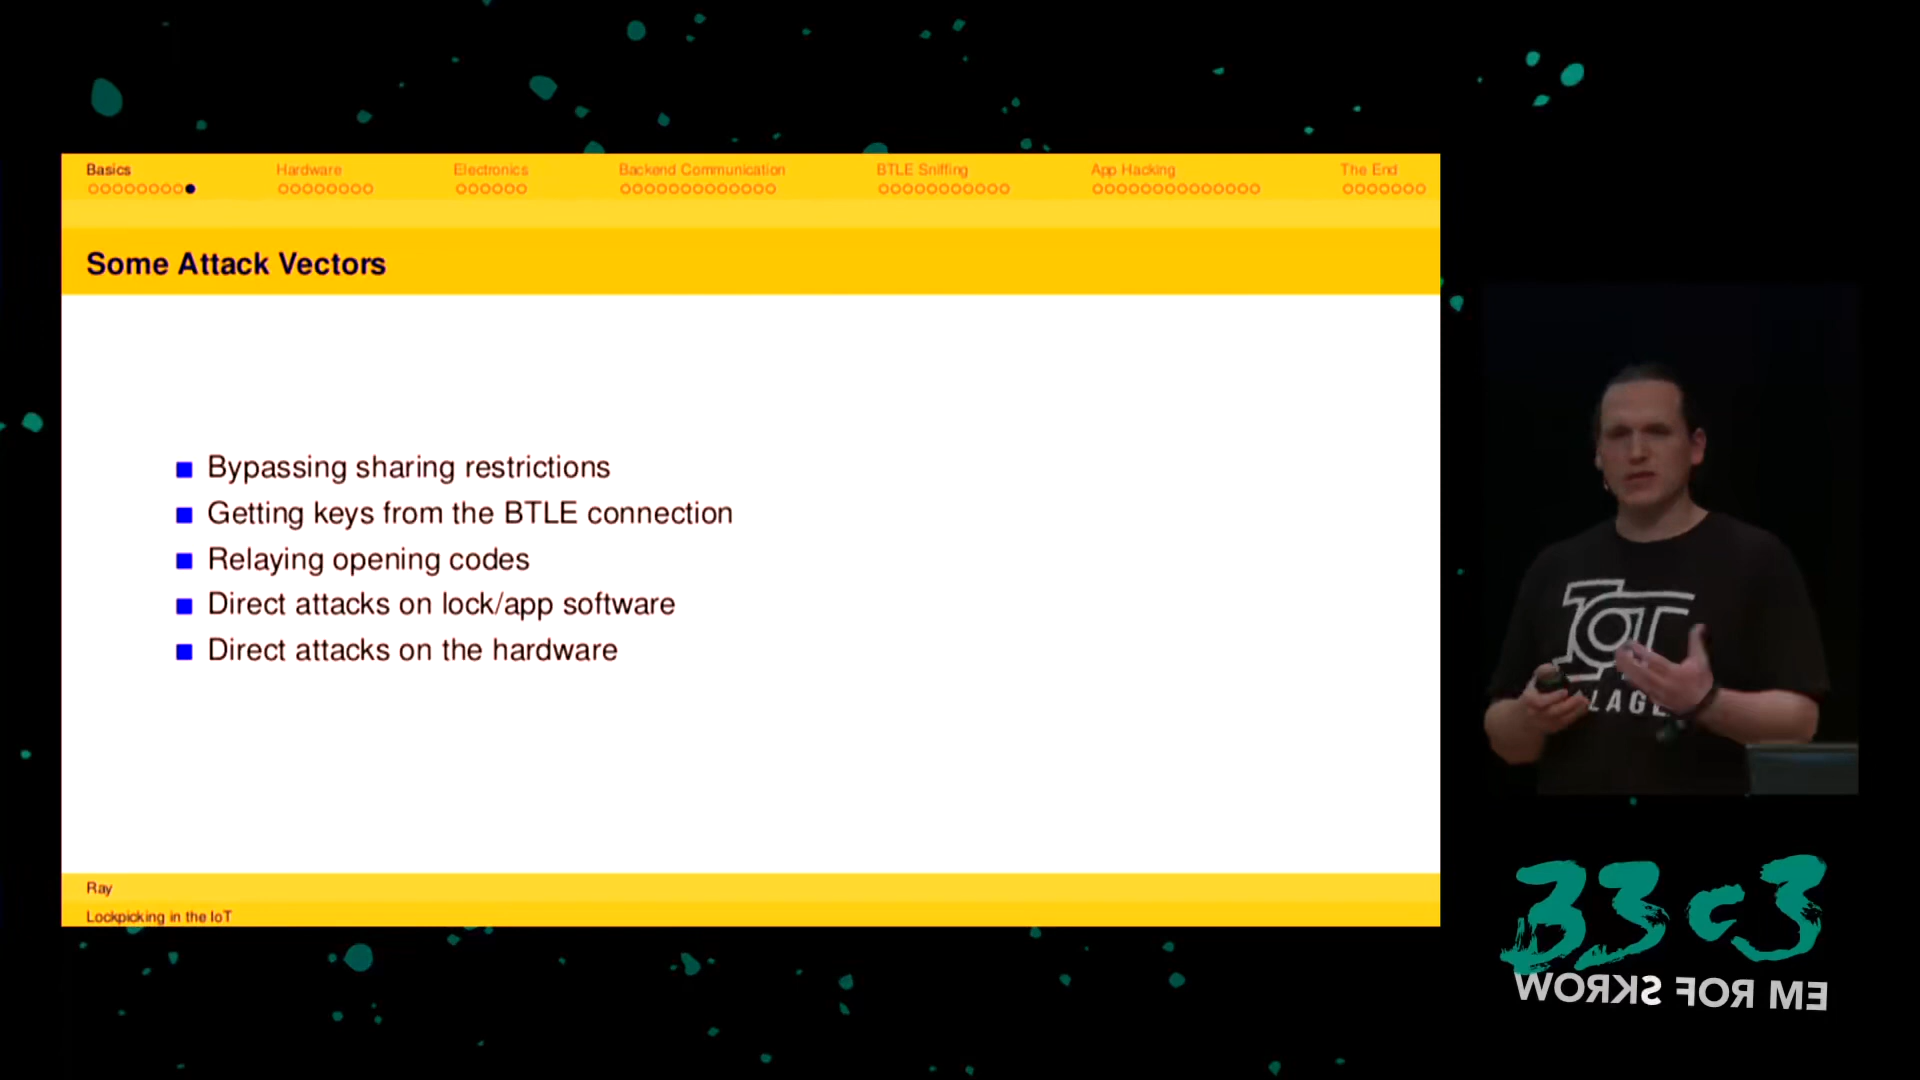 Basics
Hardware
Electronics
Backend Communication
BTLE Sniffing
App Hacking
The End
Some Attack Vectors
Bypassing sharing restrictions
Getting keys from the BTLE connection
Relaying opening codes
Direct attacks on lock/app software
Direct attacks on the hardware
Ray
Lockpicking in the IoT
IoT
33c3
WORKS FOR ME